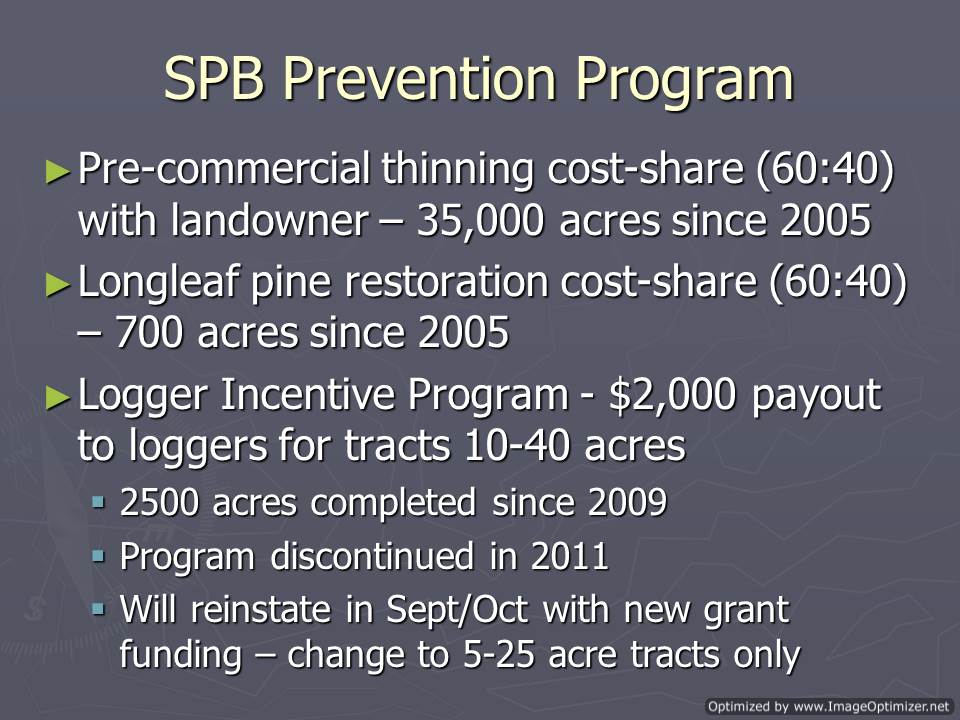 SPB Prevention Program
► Pre-commercial thinning cost-share (60:40)
with landowner – 35,000 acres since 2005
► Longleaf pine restoration cost-share (60:40)
– 700 acres since 2005
► Logger Incentive Program - $2,000 payout
to loggers for tracts 10-40 acres
▪ 2500 acres completed since 2009
▪ Program discontinued in 2011
▪ Will reinstate in Sept/Oct with new grant
funding – change to 5-25 acre tracts only
S
Optimized by www.ImageOptimizer.net